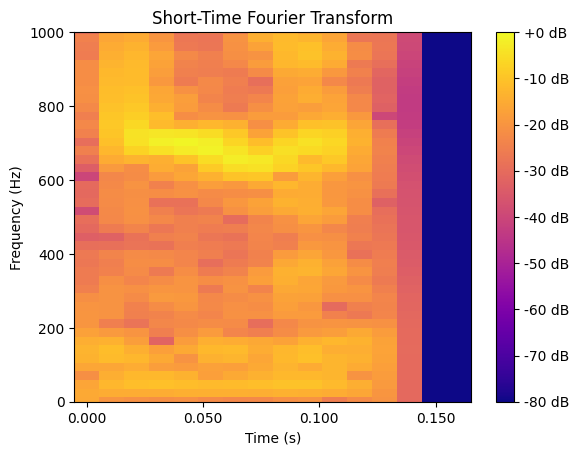 Short-Time Fourier Transform
1000
800
600
400
200
0
Frequency (Hz)
0.000
0.050
0.100
0.150
Time (s)
+0 dB
-10 dB
-20 dB
-30 dB
-40 dB
-50 dB
-60 dB
-70 dB
-80 dB